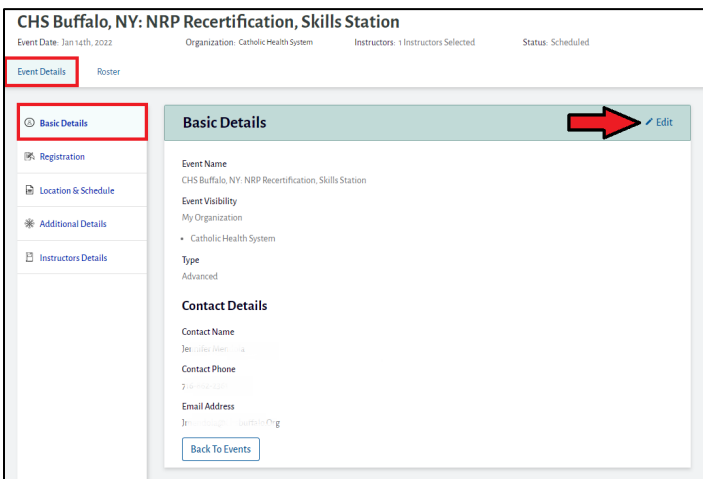 CHS Buffalo, NY: NRP Recertification, Skills Station
Event Date: Jan 14th, 2022 Organization: Catholic Health System Instructors: 1 Instructors Selected Status: Scheduled
Event Details Roster
Basic Details
Registration
Location & Schedule
Additional Details
Instructors Details
Basic Details Edit
Event Name
CHS Buffalo, NY: NRP Recertification, Skills Station
Event Visibility
My Organization
• Catholic Health System
Type
Advanced
Contact Details
Contact Name
Contact Phone
Email Address
Back To Events